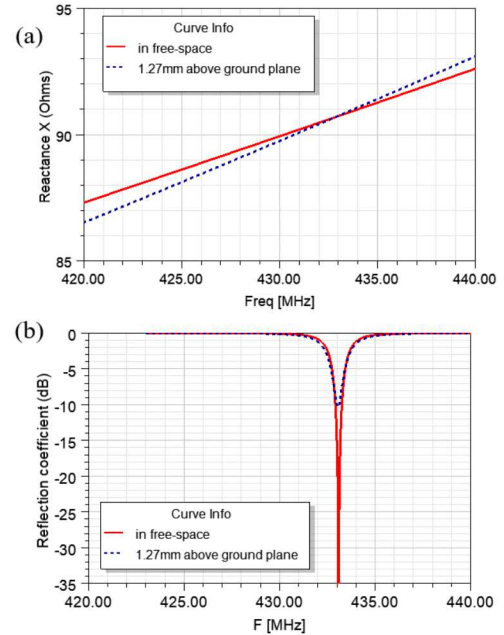 (a)
95
90
85
Reactance X (Ohms)
Curve Info
in free-space
1.27mm above ground plane
420.00 425.00 430.00 435.00 440.00
Freq [MHz]
(b)
0
-5
-10
-15
-20
-25
-30
-35
Reflection coefficient (dB)
Curve Info
in free-space
1.27mm above ground plane
420.00 425.00 430.00 435.00 440.00
F [MHz]